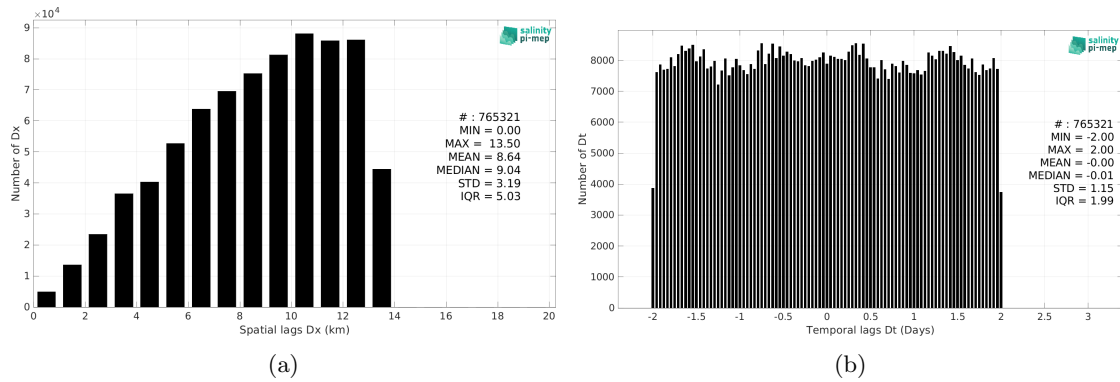 ×10⁴
9
8
7
6
5
4
3
2
1
0
Number of Dx
0 2 4 6 8 10 12 14 16 18 20
Spatial lags Dx (km)
salinity
pi-mep
# : 765321
MIN = 0.00
MAX = 13.50
MEAN = 8.64
MEDIAN = 9.04
STD = 3.19
IQR = 5.03
(a)
8000
7000
6000
5000
4000
3000
2000
1000
0
Number of Dt
-2 -1.5 -1 -0.5 0 0.5 1 1.5 2 2.5 3
Temporal lags Dt (Days)
salinity
pi-mep
# : 765321
MIN = -2.00
MAX = 2.00
MEAN = -0.00
MEDIAN = -0.01
STD = 1.15
IQR = 1.99
(b)